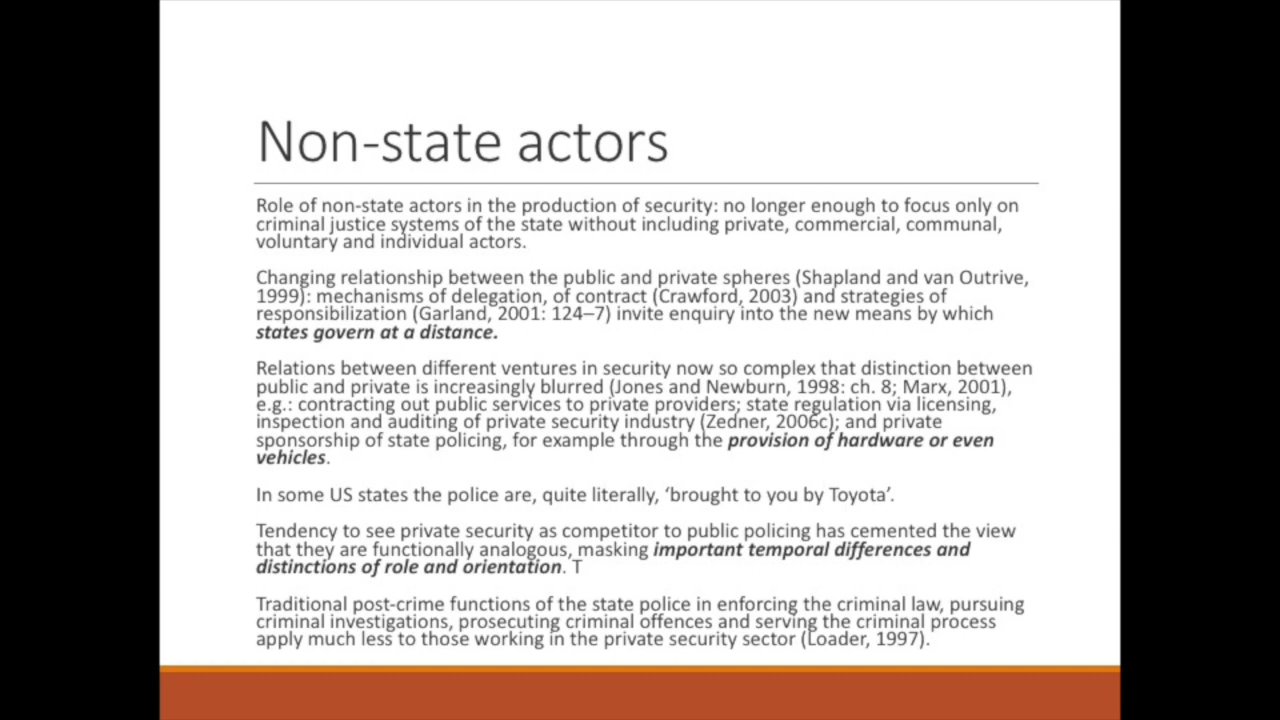 Non-state actors
Role of non-state actors in the production of security: no longer enough to focus only on
criminal justice systems of the state without including private, commercial, communal,
voluntary and individual actors.
Changing relationship between the public and private spheres (Shapland and van Outrive,
1999): mechanisms of delegation, of contract (Crawford, 2003) and strategies of
responsibilization (Garland, 2001: 124–7) invite enquiry into the new means by which
states govern at a distance.
Relations between different ventures in security now so complex that distinction between
public and private is increasingly blurred (Jones and Newburn, 1998: ch. 8; Marx, 2001),
e.g.: contracting out public services to private providers; state regulation via licensing,
inspection and auditing of private security industry (Zedner, 2006c); and private
sponsorship of state policing, for example through the provision of hardware or even
vehicles.
In some US states the police are, quite literally, ‘brought to you by Toyota’.
Tendency to see private security as competitor to public policing has cemented the view
that they are functionally analogous, masking important temporal differences and
distinctions of role and orientation. T
Traditional post-crime functions of the state police in enforcing the criminal law, pursuing
criminal investigations, prosecuting criminal offences and serving the criminal process
apply much less to those working in the private security sector (Loader, 1997).